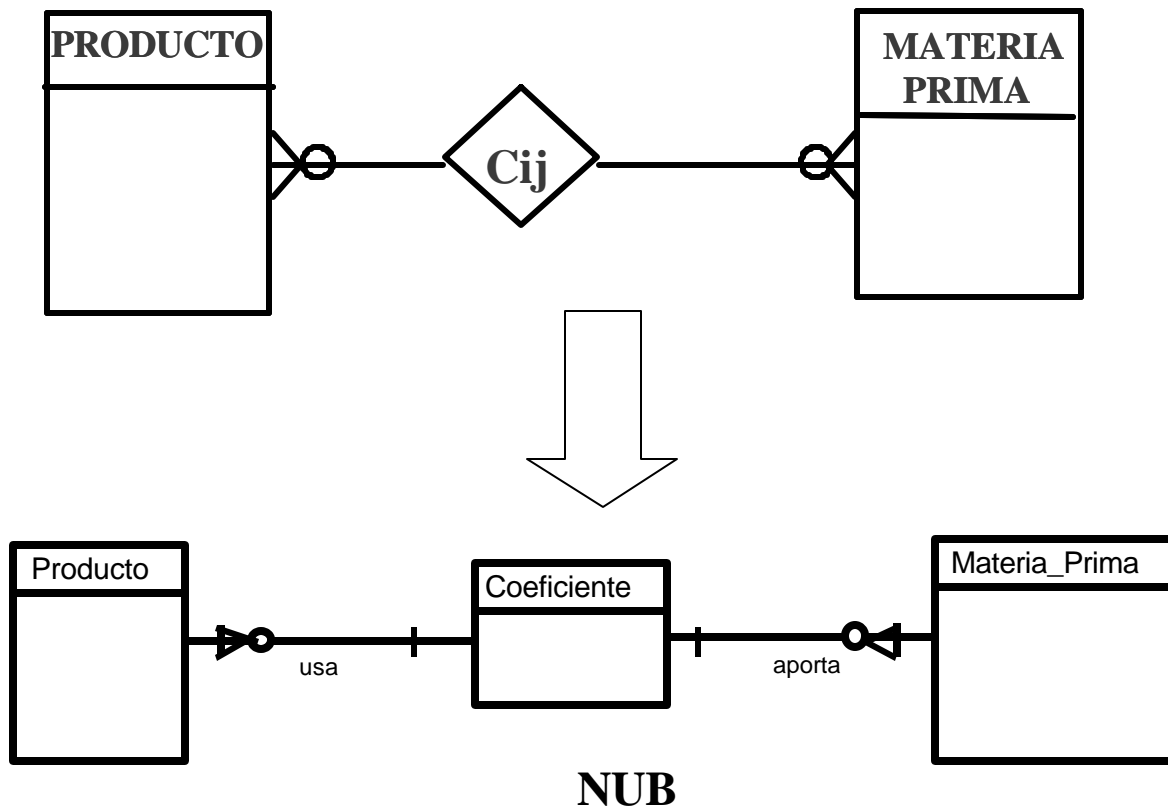 PRODUCTO
MATERIA
PRIMA
Cij
Producto
Coeficiente
Materia_Prima
usa
aporta
NUB